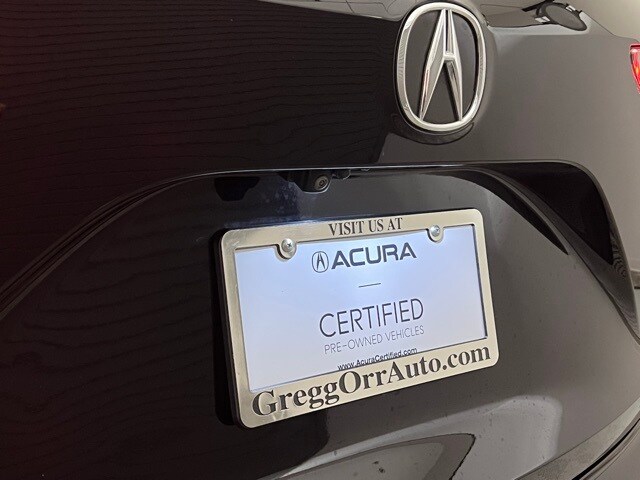 VISIT US AT
ACURA
CERTIFIED
PRE-OWNED VEHICLES
www.AcuraCertified.com
GreggOrrAuto.com